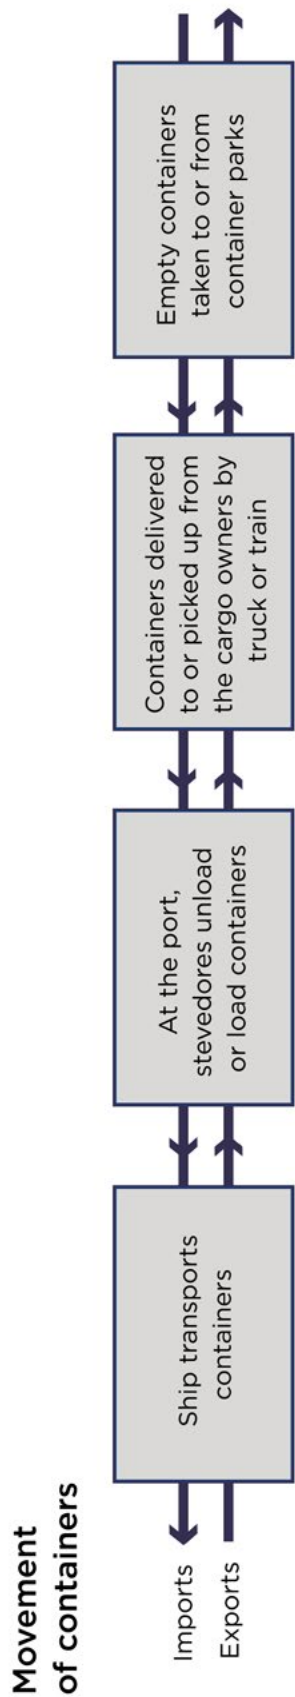 Movement
of containers
Imports
Exports
Ship transports
containers
At the port,
stevedores unload
or load containers
Containers delivered
to or picked up from
the cargo owners by
truck or train
Empty containers
taken to or from
container parks